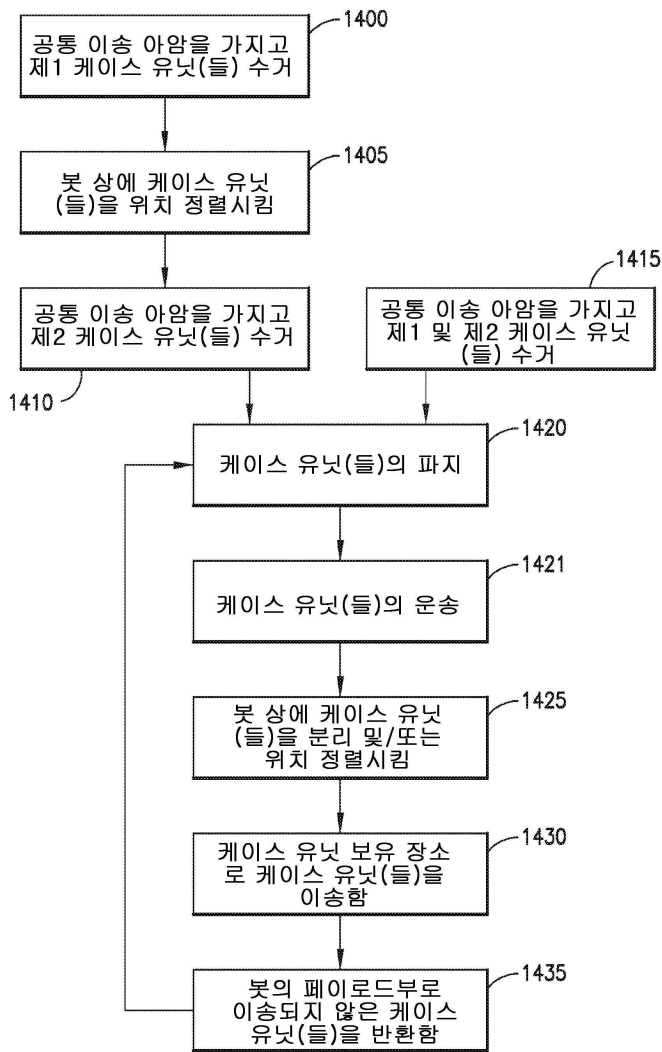 공통 이송 아암을 가지고
제1 케이스 유닛(들) 수거
1400
봇 상에 케이스 유닛
(들)을 위치 정렬시킴
1405
공통 이송 아암을 가지고
제2 케이스 유닛(들) 수거
1410
공통 이송 아암을 가지고
제1 및 제2 케이스 유닛
(들) 수거
1415
케이스 유닛(들)의 파지
1420
케이스 유닛(들)의 운송
1421
봇 상에 케이스 유닛
(들)을 분리 및/또는
위치 정렬시킴
1425
케이스 유닛 보유 장소
로 케이스 유닛(들)을
이송함
1430
봇의 페이로드부로
이송되지 않은 케이스
유닛(들)을 반환함
1435